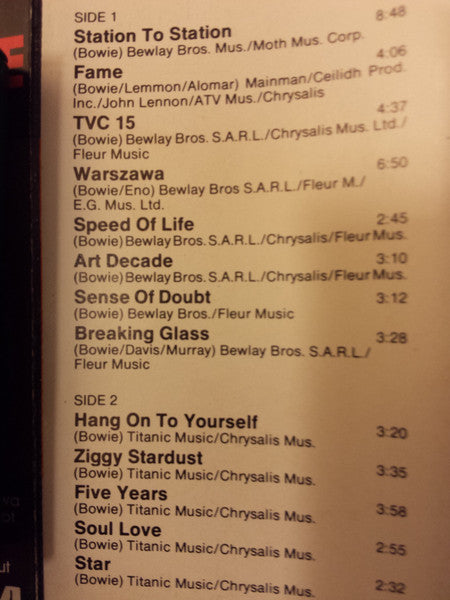 SIDE 1
Station To Station 8:48
(Bowie) Bewlay Bros. Mus./Moth Mus. Corp.
Fame 4:06
(Bowie/Lemmon/Alomar) Mainman/Ceilidh Prod.
Inc./John Lennon/ATV Mus./Chrysalis
TVC 15 4:37
(Bowie) Bewlay Bros. S.A.R.L./Chrysalis Mus. Ltd./
Fleur Music
Warszawa 6:50
(Bowie/Eno) Bewlay Bros S.A.R.L./Fleur M./
E.G. Mus. Ltd.
Speed Of Life 2:45
(Bowie) Bewlay Bros. S.A.R.L./Chrysalis/Fleur Mus.
Art Decade 3:10
(Bowie) Bewlay Bros. S.A.R.L./Chrysalis/Fleur Mus.
Sense Of Doubt 3:12
(Bowie) Bewlay Bros./Fleur Music
Breaking Glass 3:28
(Bowie/Davis/Murray) Bewlay Bros. S.A.R.L./
Fleur Music
SIDE 2
Hang On To Yourself 3:20
(Bowie) Titanic Music/Chrysalis Mus.
Ziggy Stardust 3:35
(Bowie) Titanic Music/Chrysalis Mus.
Five Years 3:58
(Bowie) Titanic Music/Chrysalis Mus.
Soul Love 2:55
(Bowie) Titanic Music/Chrysalis Mus.
Star 2:32
(Bowie) Titanic Music/Chrysalis Mus.